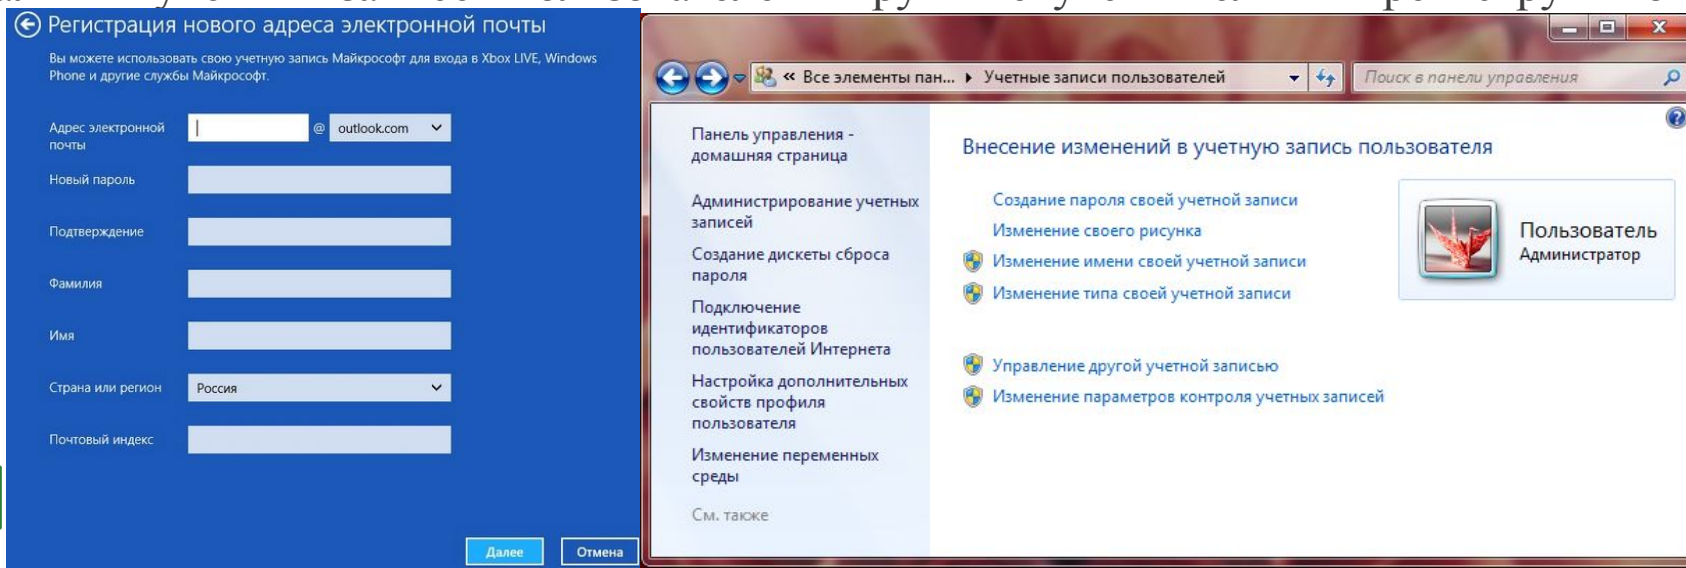 Регистрация нового адреса электронной почты
Вы можете использовать свою учетную запись Майкрософт для входа в Xbox LIVE, Windows
Phone и другие службы Майкрософт.
Адрес электронной
почты
@
outlook.com
Новый пароль
Подтверждение
Фамилия
Имя
Страна или регион
Россия
Почтовый индекс
Далее
Отмена
« Все элементы пан... Учетные записи пользователей
Поиск в панели управления
Панель управления -
домашняя страница
Администрирование учетных
записей
Создание дискеты сброса
пароля
Подключение
идентификаторов
пользователей Интернета
Настройка дополнительных
свойств профиля
пользователя
Изменение переменных
среды
См. также
Внесение изменений в учетную запись пользователя
Создание пароля своей учетной записи
Изменение своего рисунка
Изменение имени своей учетной записи
Изменение типа своей учетной записи
Управление другой учетной записью
Изменение параметров контроля учетных записей
Пользователь
Администратор